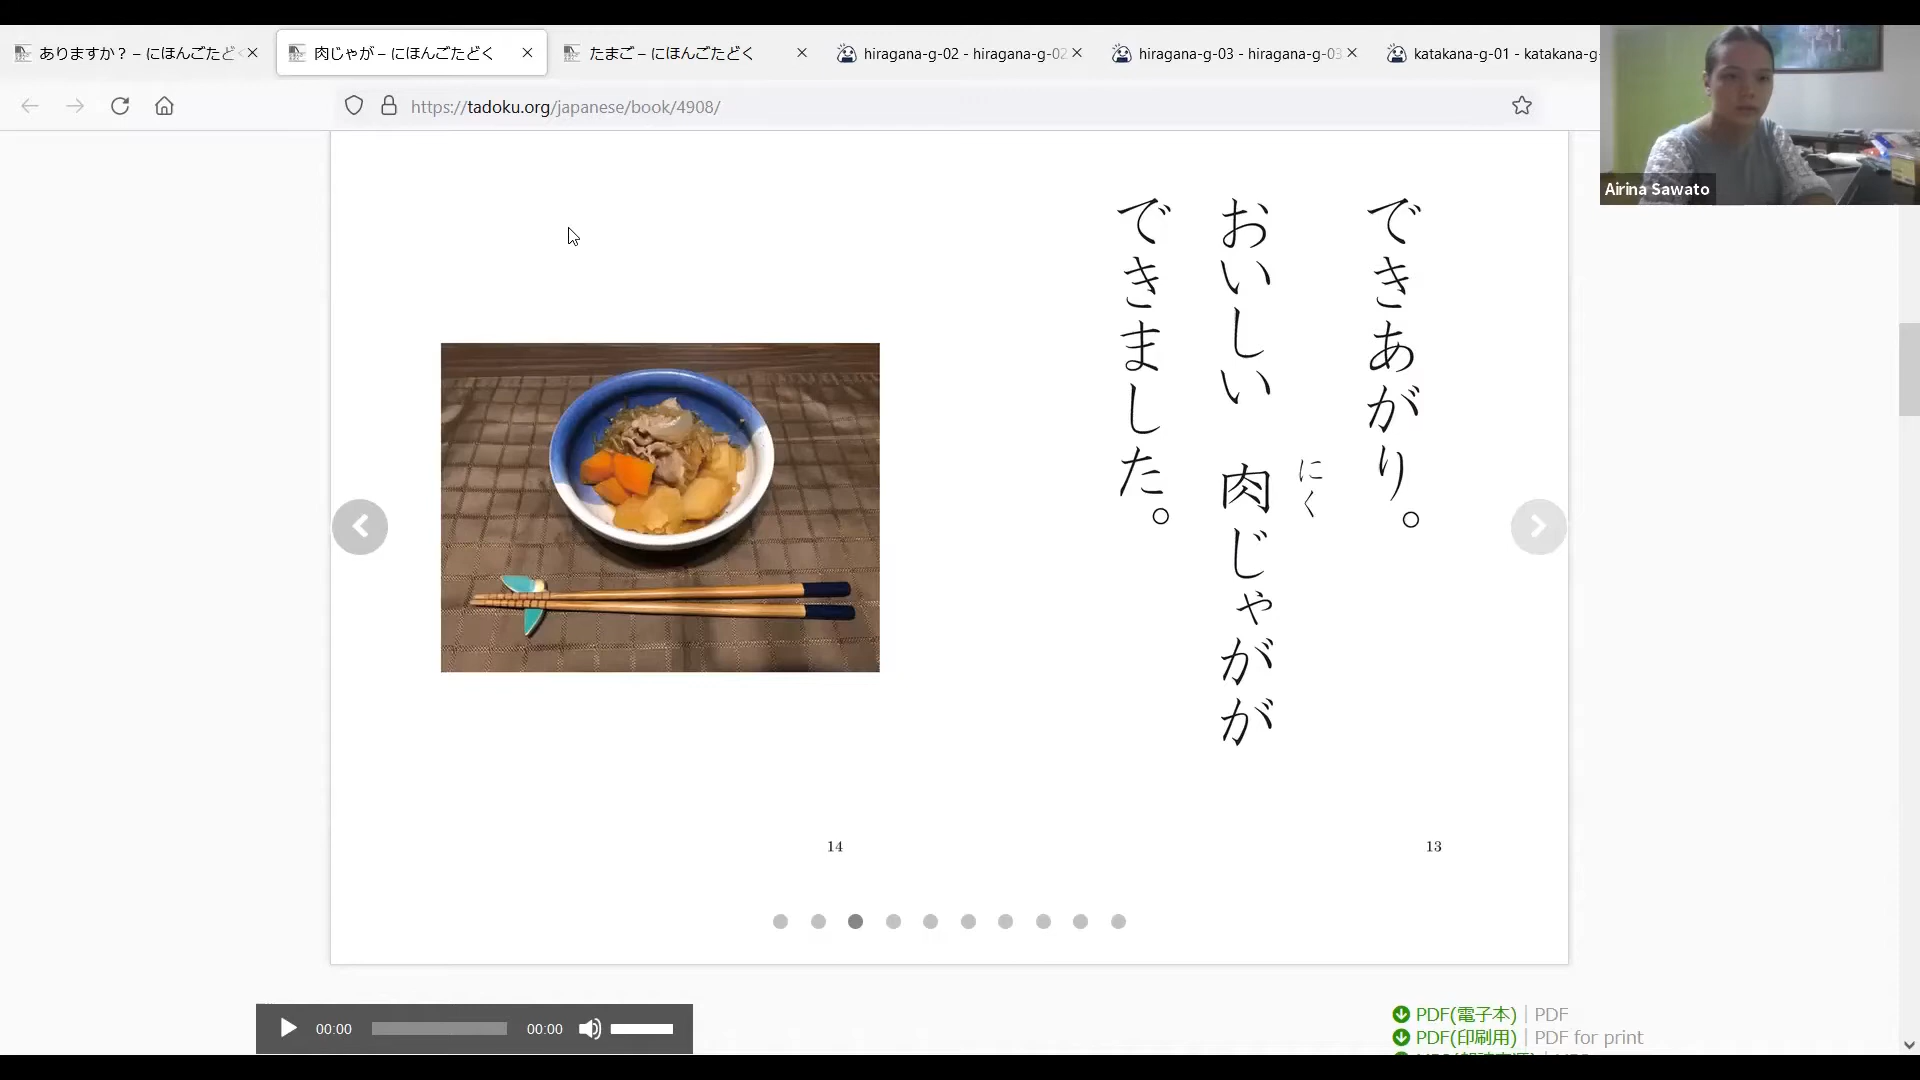 ありますか? – にほんごたど
肉じゃが – にほんごたどく
たまご – にほんごたどく
hiragana-g-02 - hiragana-g-02
hiragana-g-03 - hiragana-g-03
katakana-g-01 - katakana-g-
https://tadoku.org/japanese/book/4908/
Airina Sawato
できあがり。
にく
おいしい 肉じゃがが
できました。
14
13
00:00
00:00
PDF(電子本) | PDF
PDF(印刷用) | PDF for print